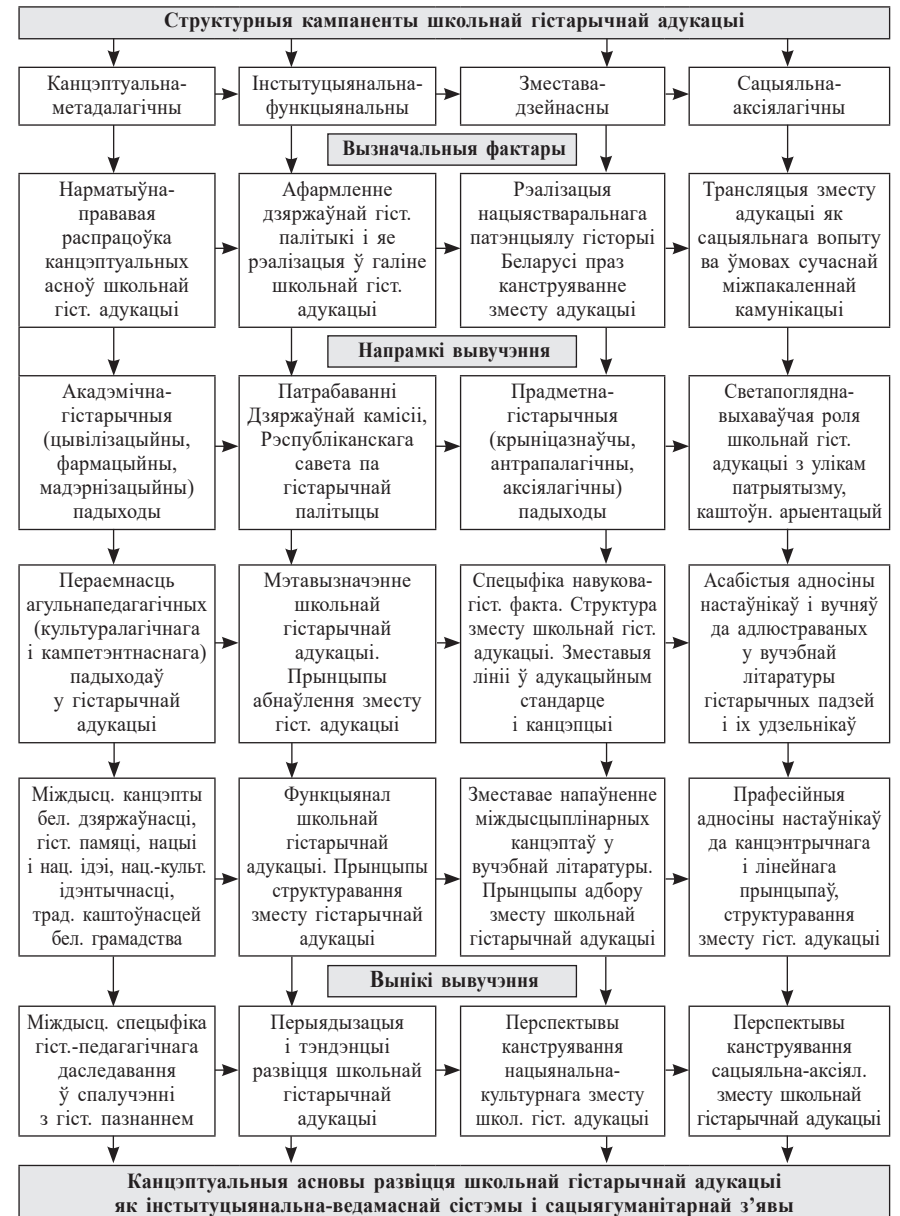 Структурныя кампаненты школьнай гістарычнай адукацыі
Канцэптуальна-
метадалагічны
Інстытуцыянальна-
функцыянальны
Зместава-
дзейнасны
Сацыяльна-
аксіялагічны
Вызначальныя фактары
Нарматыўна-
прававая
распрацоўка
канцэптуальных
асноў школьнай
гіст. адукацыі
Афармленне
дзяржаўнай гіст.
палітыкі і яе
рэалізацыя ў галіне
школьнай гіст.
адукацыі
Рэалізацыя
нацыястваральнага
патэнцыялу гісторыі
Беларусі праз
канструяванне
зместу адукацыі
Трансляцыя зместу
адукацыі як
сацыяльнага вопыту
ва ўмовах сучаснай
міжпакаленнай
камунікацыі
Напрамкі вывучэння
Акадэмічна-
гістарычныя
(цывілізацыйны,
фармацыйны,
мадэрнізацыйны)
падыходы
Патрабаванні
Дзяржаўнай камісіі,
Рэспубліканскага
савета па
гістарычнай
палітыцы
Прадметна-
гістарычныя
(крыніцазнаўчы,
антрапалагічны,
аксіялагічны)
падыходы
Светапоглядна-
выхаваўчая роля
школьнай гіст.
адукацыі з улікам
патрыятызму,
каштоўн. арыентацый
Пераемнасць
агульнапедагагічных
(культуралагічнага
і кампетэнтнаснага)
падыходаў
у гістарычнай
адукацыі
Мэтавызначэнне
школьнай
гістарычнай
адукацыі.
Прынцыпы
абнаўлення зместу
гіст. адукацыі
Спецыфіка навукова-
гіст. факта. Структура
зместу школьнай гіст.
адукацыі. Зместавыя
лініі ў адукацыйным
стандарце
і канцэпцыі
Асабістыя адносіны
настаўнікаў і вучняў
да адлюстраваных
у вучэбнай
літаратуры
гістарычных падзей
і іх удзельнікаў
Міждысц. канцэпты
бел. дзяржаўнасці,
гіст. памяці, нацыі
і нац. ідэі, нац.-культ.
ідэнтычнасці,
трад. каштоўнасцей
бел. грамадства
Функцыянал
школьнай
гістарычнай
адукацыі. Прынцыпы
структуравання
зместу гістарычнай
адукацыі
Зместавае напаўненне
міждысцыплінарных
канцэптаў у
вучэбнай літаратуры.
Прынцыпы адбору
зместу школьнай
гістарычнай адукацыі
Прафесійныя
адносіны настаўнікаў
да канцэнтрычнага
і лінейнага
прынцыпаў,
структуравання
зместу гіст. адукацыі
Вынікі вывучэння
Міждысц. спецыфіка
гіст.-педагагічнага
даследавання
ў спалучэнні
з гіст. пазнаннем
Перыядызацыя
і тэндэнцыі
развіцця школьнай
гістарычнай
адукацыі
Перспектывы
канструявання
нацыянальна-
культурнага зместу
школ. гіст. адукацыі
Перспектывы
канструявання
сацыяльна-аксіял.
зместу школьнай
гістарычнай адукацыі
Канцэптуальныя асновы развіцця школьнай гістарычнай адукацыі
як інстытуцыянальна-ведамаснай сістэмы і сацыягуманітарнай з’явы